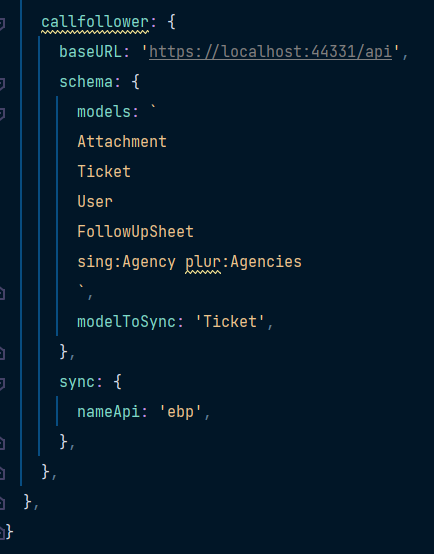 callfollower: {
baseURL: 'https://localhost:44331/api',
schema: {
models: `
Attachment
Ticket
User
FollowUpSheet
sing:Agency plur:Agencies
`,
modelToSync: 'Ticket',
},
sync: {
nameApi: 'ebp',
},
},
},
}